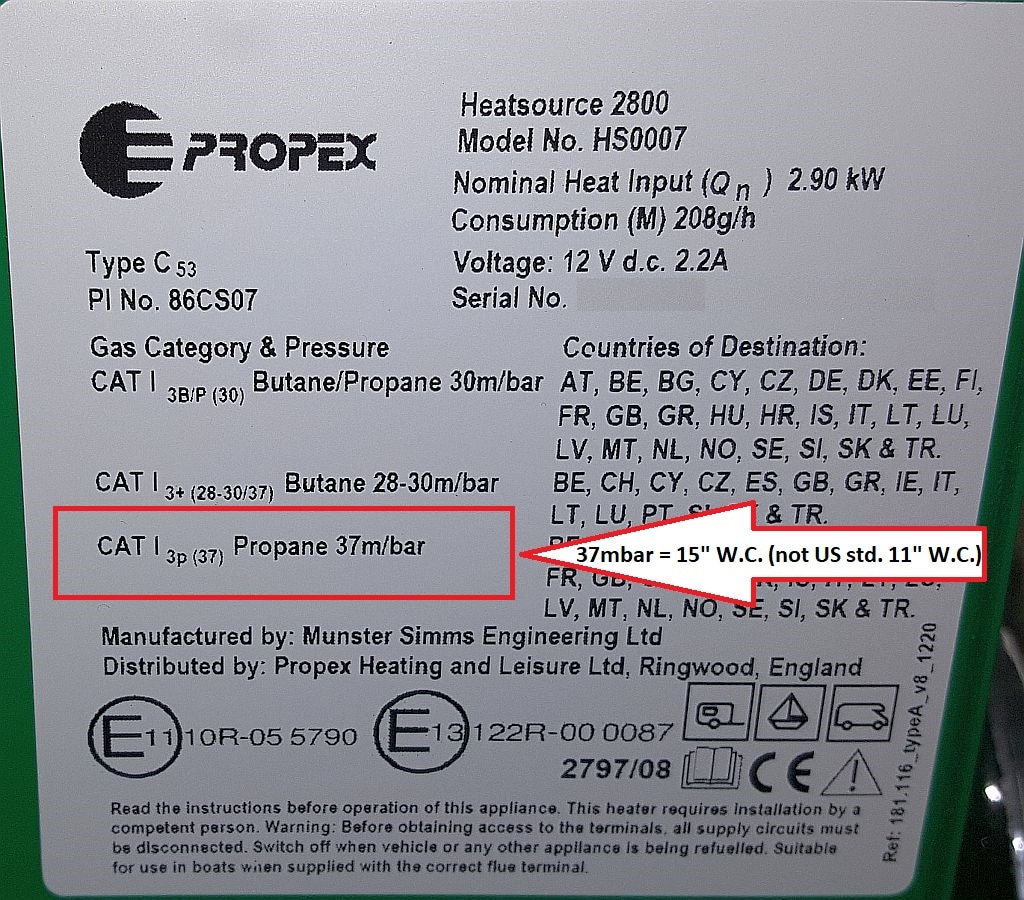 PROPEX
Heatsource 2800
Model No. HS0007
Nominal Heat Input (Qn ) 2.90 kW
Consumption (M) 208g/h
Type C 53
Voltage: 12 V d.c. 2.2A
PI No. 86CS07
Serial No.
Gas Category & Pressure
Countries of Destination:
CAT I 3B/P (30) Butane/Propane 30m/bar
AT, BE, BG, CY, CZ, DE, DK, EE, FI,
FR, GB, GR, HU, HR, IS, IT, LT, LU,
LV, MT, NL, NO, SE, SI, SK & TR.
CAT I 3+ (28-30/37) Butane 28-30m/bar
BE, CH, CY, CZ, ES, GB, GR, IE, IT,
LT, LU, PT, & TR.
CAT I 3p (37) Propane 37m/bar
37mbar = 15" W.C. (not US std. 11" W.C.)
FR,
LV, MT, NL, NO, SE, SI, SK & TR.
Manufactured by: Munster Simms Engineering Ltd
Distributed by: Propex Heating and Leisure Ltd, Ringwood, England
E11 10R-05 5790 E13 122R-00 0087
2797/08 CE
Read the instructions before operation of this appliance. This heater requires installation by a
competent person. Warning: Before obtaining access to the terminals, all supply circuits must
be disconnected. Switch off when vehicle or any other appliance is being refuelled. Suitable
for use in boats when supplied with the correct flue terminal.
Ref: 181.116_typeA_v8_1220